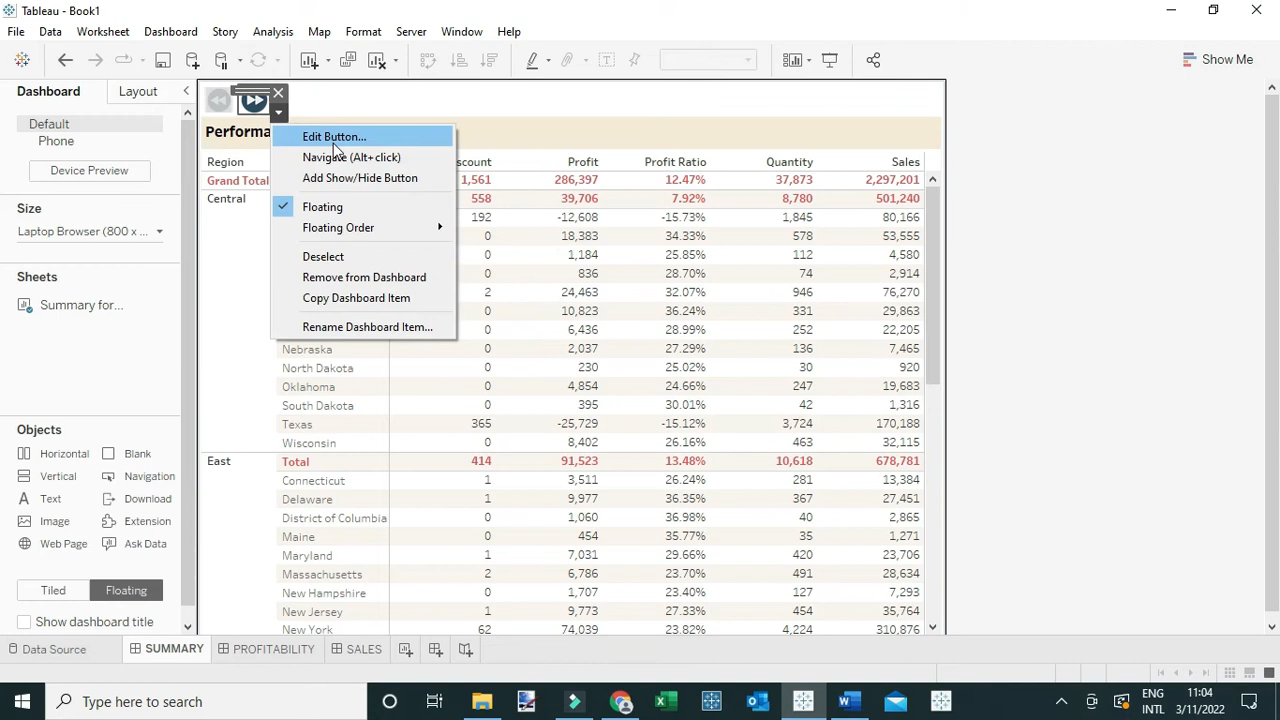 Tableau - Book1
File Data Worksheet Dashboard Analysis Map Format Server Window Help
Show Me
Dashboard Layout
Default
Phone
Device Preview
Size
Laptop Browser (800 x ...
Sheets
Summary for...
Objects
Horizontal Blank
Vertical Navigation
Text Download
Image Extension
Web Page Ask Data
Tiled Floating
Show dashboard title
Edit Button...
Navigate (Alt+click)
Add Show/Hide Button
Floating
Floating Order
Deselect
Remove from Dashboard
Copy Dashboard Item
Rename Dashboard Item...
Performa
Region scount Profit Profit Ratio Quantity Sales
Grand Total 1,561 286,397 12.47% 37,873 2,297,201
Central 558 39,706 7.92% 8,780 501,240
192 -12,608 -15.73% 1,845 80,166
0 18,383 34.33% 578 53,555
0 1,184 25.85% 112 4,580
0 836 28.70% 74 2,914
2 24,463 32.07% 946 76,270
0 10,823 36.24% 331 29,863
0 6,436 28.99% 252 22,205
Nebraska 0 2,037 27.29% 136 7,465
North Dakota 0 230 25.02% 30 920
Oklahoma 0 4,854 24.66% 247 19,683
South Dakota 0 395 30.01% 42 1,316
Texas 365 -25,729 -15.12% 3,724 170,188
Wisconsin 0 8,402 26.16% 463 32,115
East Total 414 91,523 13.48% 10,618 678,781
Connecticut 1 3,511 26.24% 281 13,384
Delaware 1 9,977 36.35% 367 27,451
District of Columbia 0 1,060 36.98% 40 2,865
Maine 0 454 35.77% 35 1,271
Maryland 1 7,031 29.66% 420 23,706
Massachusetts 2 6,786 23.70% 491 28,634
New Hampshire 0 1,707 23.40% 127 7,293
New Jersey 1 9,773 27.33% 454 35,764
New York 62 74,039 23.82% 4,224 310,876
Data Source SUMMARY PROFITABILITY SALES
Type here to search
ENG
INTL
11:04
3/11/2022